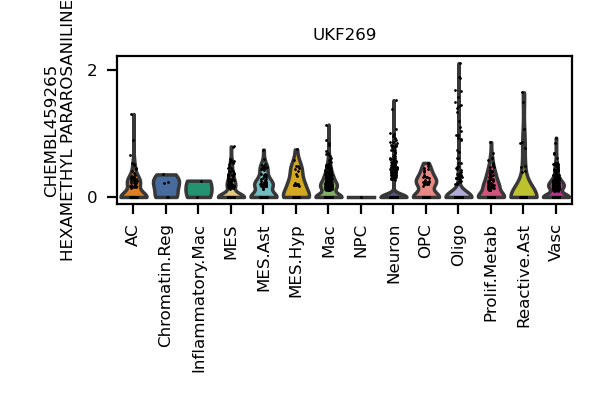 UKF269
CHEMBL459265
HEXAMETHYL PARAROSANILINE
2
0
AC
Chromatin.Reg
Inflammatory.Mac
MES
MES.Ast
MES.Hyp
Mac
NPC
Neuron
OPC
Oligo
Prolif.Metab
Reactive.Ast
Vasc